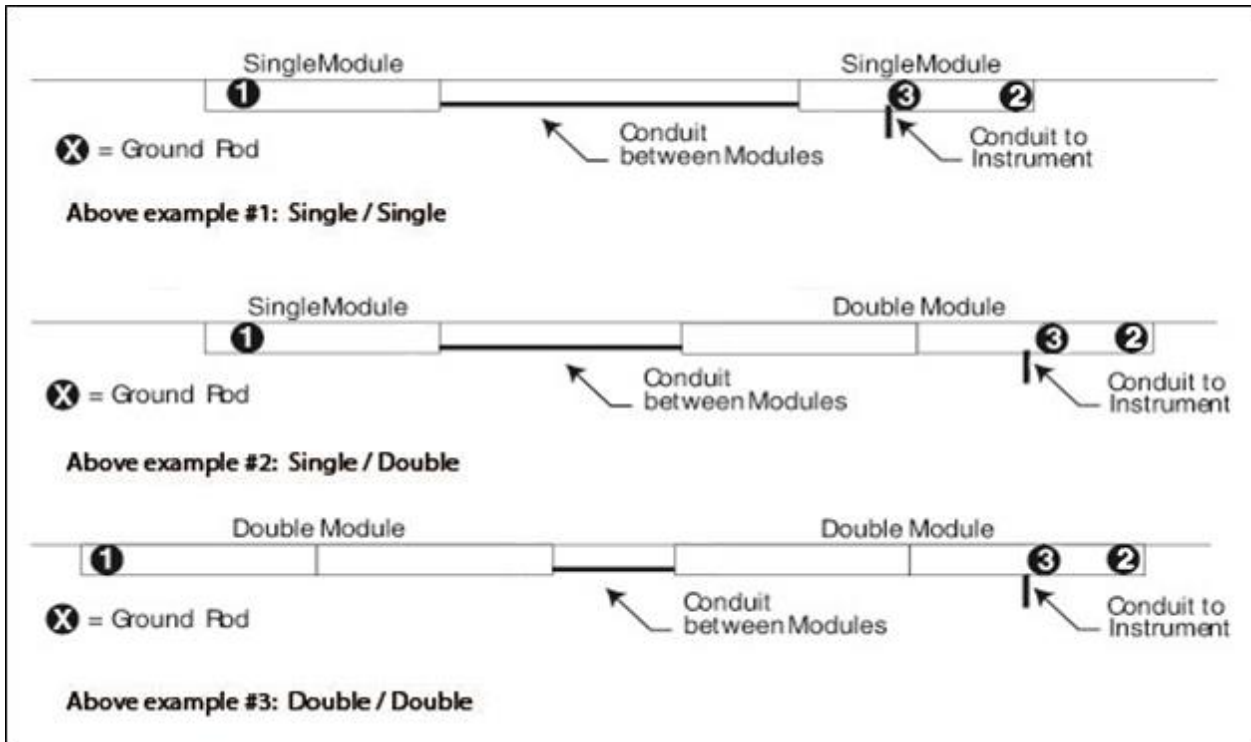 SingleModule SingleModule
1 3 2
X = Ground Rod
Conduit
between Modules
Conduit to
Instrument
Above example #1: Single / Single
SingleModule Double Module
1 3 2
X = Ground Rod
Conduit
between Modules
Conduit to
Instrument
Above example #2: Single / Double
Double Module Double Module
1 3 2
X = Ground Rod
Conduit
between Modules
Conduit to
Instrument
Above example #3: Double / Double